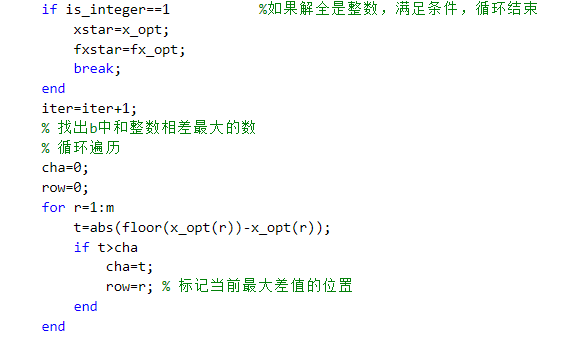 if is_integer==1 %如果解全是整数，满足条件，循环结束
xstar=x_opt;
fxstar=fx_opt;
break;
end
iter=iter+1;
% 找出b中和整数相差最大的数
% 循环遍历
cha=0;
row=0;
for r=1:m
t=abs(floor(x_opt(r))-x_opt(r));
if t>cha
cha=t;
row=r; % 标记当前最大差值的位置
end
end